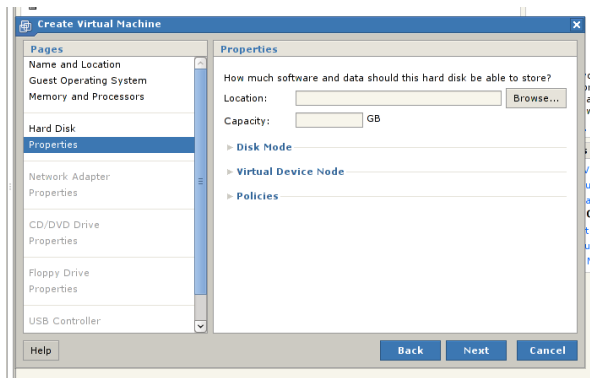 Create Virtual Machine
Pages
Name and Location
Guest Operating System
Memory and Processors
Hard Disk
Properties
Network Adapter
Properties
CD/DVD Drive
Properties
Floppy Drive
Properties
USB Controller
Properties
How much software and data should this hard disk be able to store?
Location: Browse...
Capacity: GB
Disk Mode
Virtual Device Node
Policies
Help Back Next Cancel